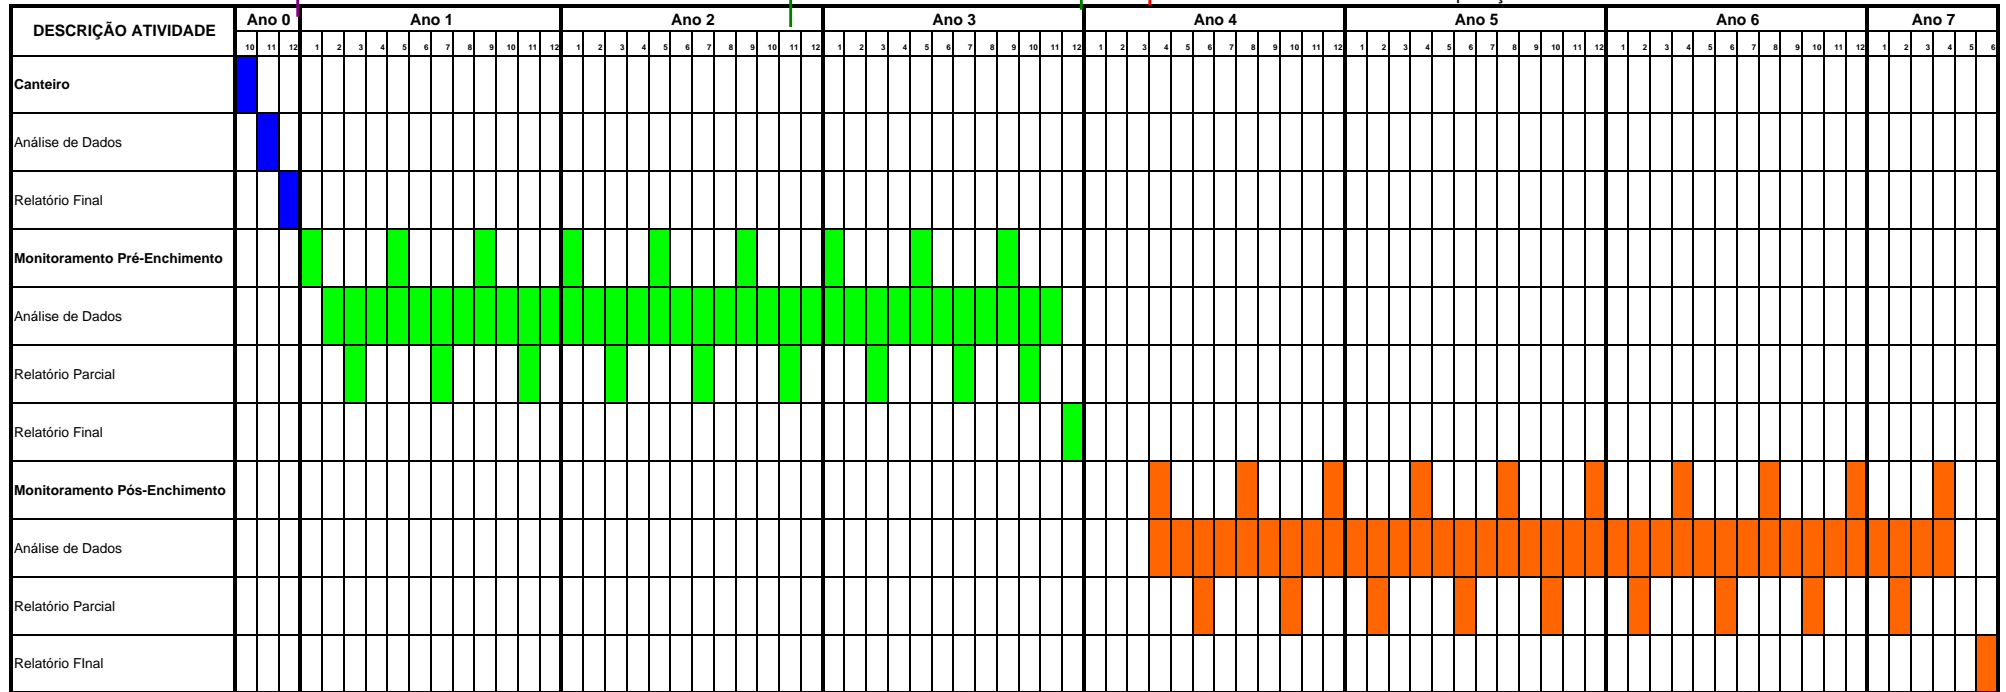 DESCRIÇÃO ATIVIDADE Ano 0 Ano 1 Ano 2 Ano 3 Ano 4 Ano 5 Ano 6 Ano 7
10 11 12 1 2 3 4 5 6 7 8 9 10 11 12 1 2 3 4 5 6 7 8 9 10 11 12 1 2 3 4 5 6 7 8 9 10 11 12 1 2 3 4 5 6 7 8 9 10 11 12 1 2 3 4 5 6 7 8 9 10 11 12 1 2 3 4 5 6 7 8 9 10 11 12 1 2 3 4 5 6
Canteiro
Análise de Dados
Relatório Final
Monitoramento Pré-Enchimento
Análise de Dados
Relatório Parcial
Relatório Final
Monitoramento Pós-Enchimento
Análise de Dados
Relatório Parcial
Relatório FInal